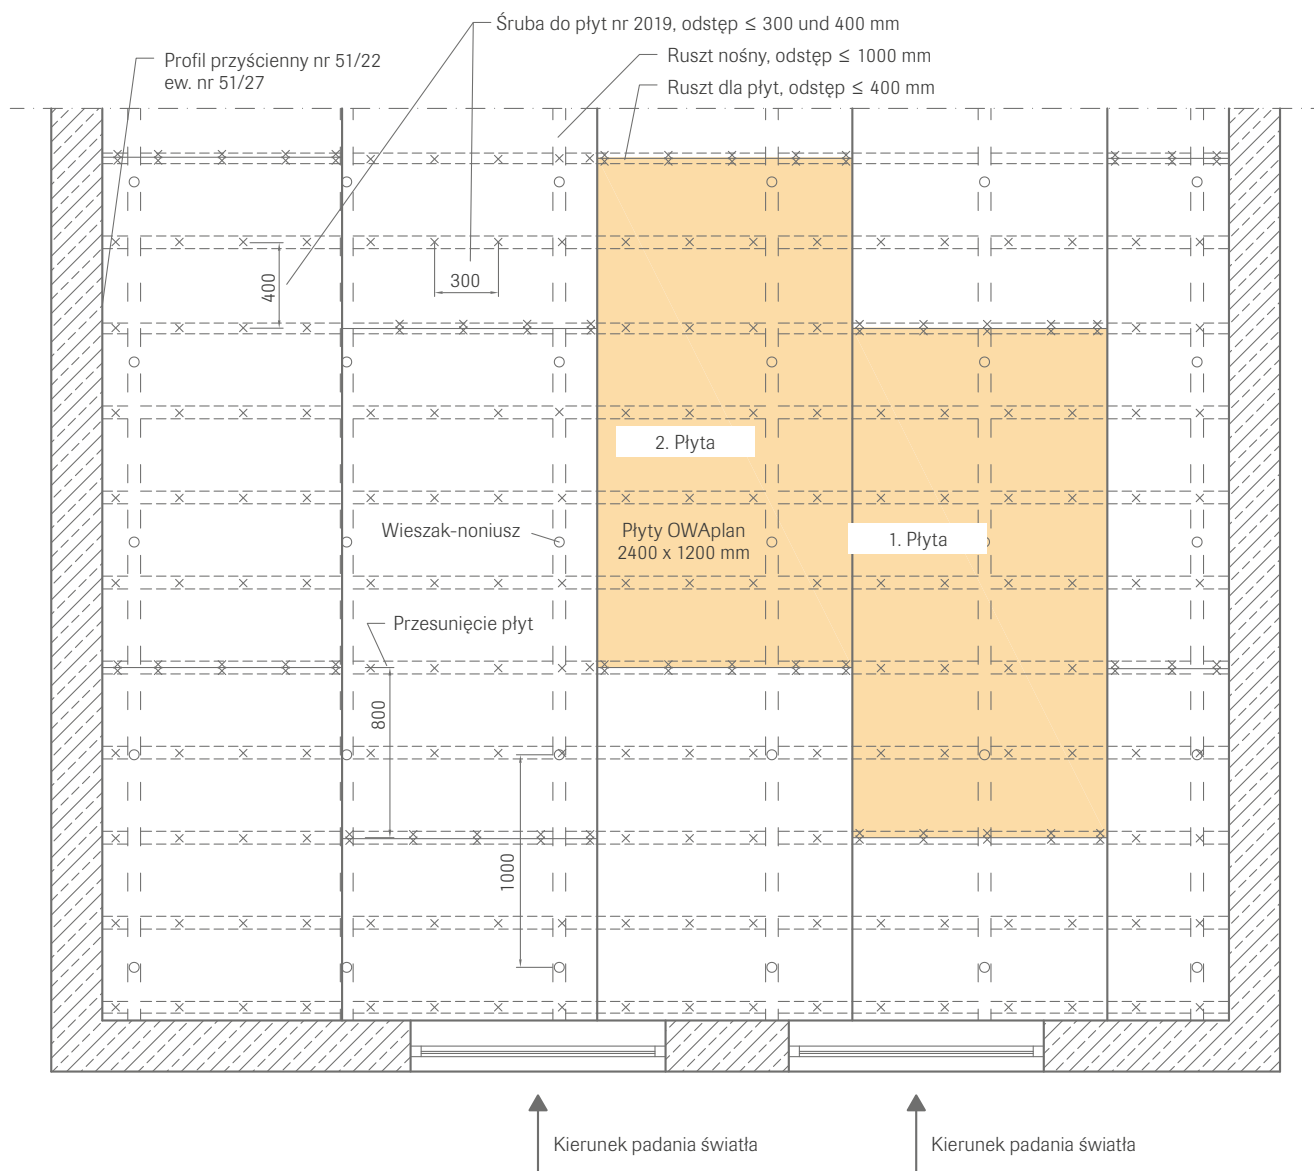 Śruba do płyt nr 2019, odstęp ≤ 300 und 400 mm
Profil przyścienny nr 51/22
ew. nr 51/27
Ruszt nośny, odstęp ≤ 1000 mm
Ruszt dla płyt, odstęp ≤ 400 mm
400
300
2. Płyta
Wieszak-noniusz
Płyty OWAplan
2400 x 1200 mm
1. Płyta
Przesunięcie płyt
800
1000
Kierunek padania światła
Kierunek padania światła